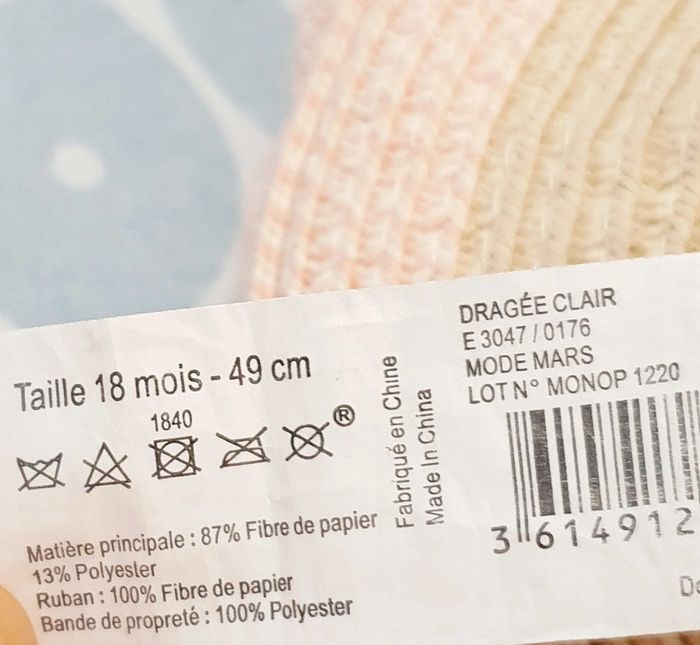 Taille 18 mois - 49 cm
1840
®
Matière principale : 87% Fibre de papier
13% Polyester
Ruban : 100% Fibre de papier
Bande de propreté : 100% Polyester
Fabriqué en Chine
Made In China
DRAGÉE CLAIR
E 3047 / 0176
MODE MARS
LOT N° MONOP 1220
3 614912